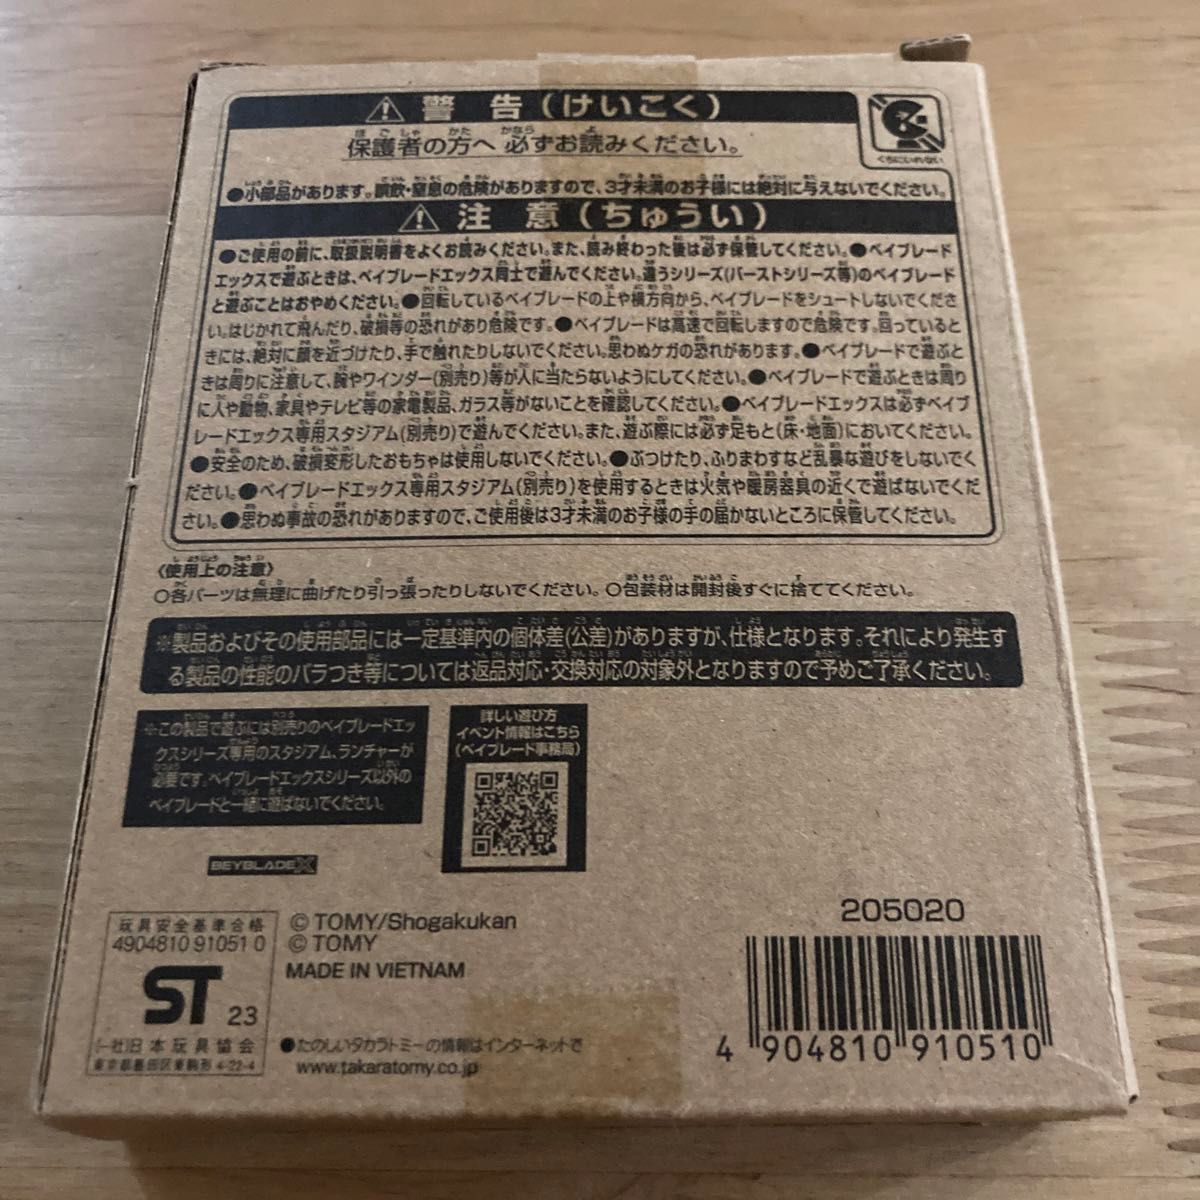 警告(けいこく)
保護者の方へ 必ずお読みください。
くちにいれない
●小部品があります。誤飲・窒息の危険がありますので、3才未満のお子様には絶対に与えないでください。
注意(ちゅうい)
●ご使用の前に、取扱説明書をよくお読みください。また、読み終わった後は必ず保管してください。●ベイブレード
エックスで遊ぶときは、ベイブレードエックス同士で遊んでください。違うシリーズ(バーストシリーズ等)のベイブレード
と遊ぶことはおやめください。●回転しているベイブレードの上や横方向から、ベイブレードをシュートしないでくださ
い。はじかれて飛んだり、破損等の恐れがあり危険です。●ベイブレードは高速で回転しますので危険です。回っていると
きには、絶対に顔を近づけたり、手で触れたりしないでください。思わぬケガの恐れがあります。●ベイブレードで遊ぶと
きは周りに注意して、腕やワインダー(別売り)等が人に当たらないようにしてください。●ベイブレードで遊ぶときは周り
に人や動物、家具やテレビ等の家電製品、ガラス等がないことを確認してください。●ベイブレードエックスは必ずベイブ
レードエックス専用スタジアム(別売り)で遊んでください。また、遊ぶ際には必ず足もと(床・地面)においてください。
●安全のため、破損変形したおもちゃは使用しないでください。●ぶつけたり、ふりまわすなど乱暴な遊びをしないでく
ださい。●ベイブレードエックス専用スタジアム(別売り)を使用するときは火気や暖房器具の近くで遊ばないでくだ
さい。●思わぬ事故の恐れがありますので、ご使用後は3才未満のお子様の手の届かないところに保管してください。
〈使用上の注意〉
○各パーツは無理に曲げたり引っ張ったりしないでください。○包装材は開封後すぐに捨ててください。
※製品およびその使用部品には一定基準内の個体差(公差)がありますが、仕様となります。それにより発生す
る製品の性能のバラつき等については返品対応・交換対応の対象外となりますので予めご了承ください。
※この製品で遊ぶには別売りのベイブレードエッ
クスシリーズ専用のスタジアム、ランチャーが
必要です。ベイブレードエックスシリーズ以外の
ベイブレードと一緒に遊ばないでください。
詳しい遊び方
イベント情報はこちら
(ベイブレード事務局)
BEYBLADE X
玩具安全基準合格
4904810 91051 0
ST 23
(一社)日本玩具協会
東京都墨田区東駒形 4-22-4
© TOMY/Shogakukan
© TOMY
MADE IN VIETNAM
●たのしいタカラトミーの情報はインターネットで
www.takaratomy.co.jp
205020
4 904810 910510